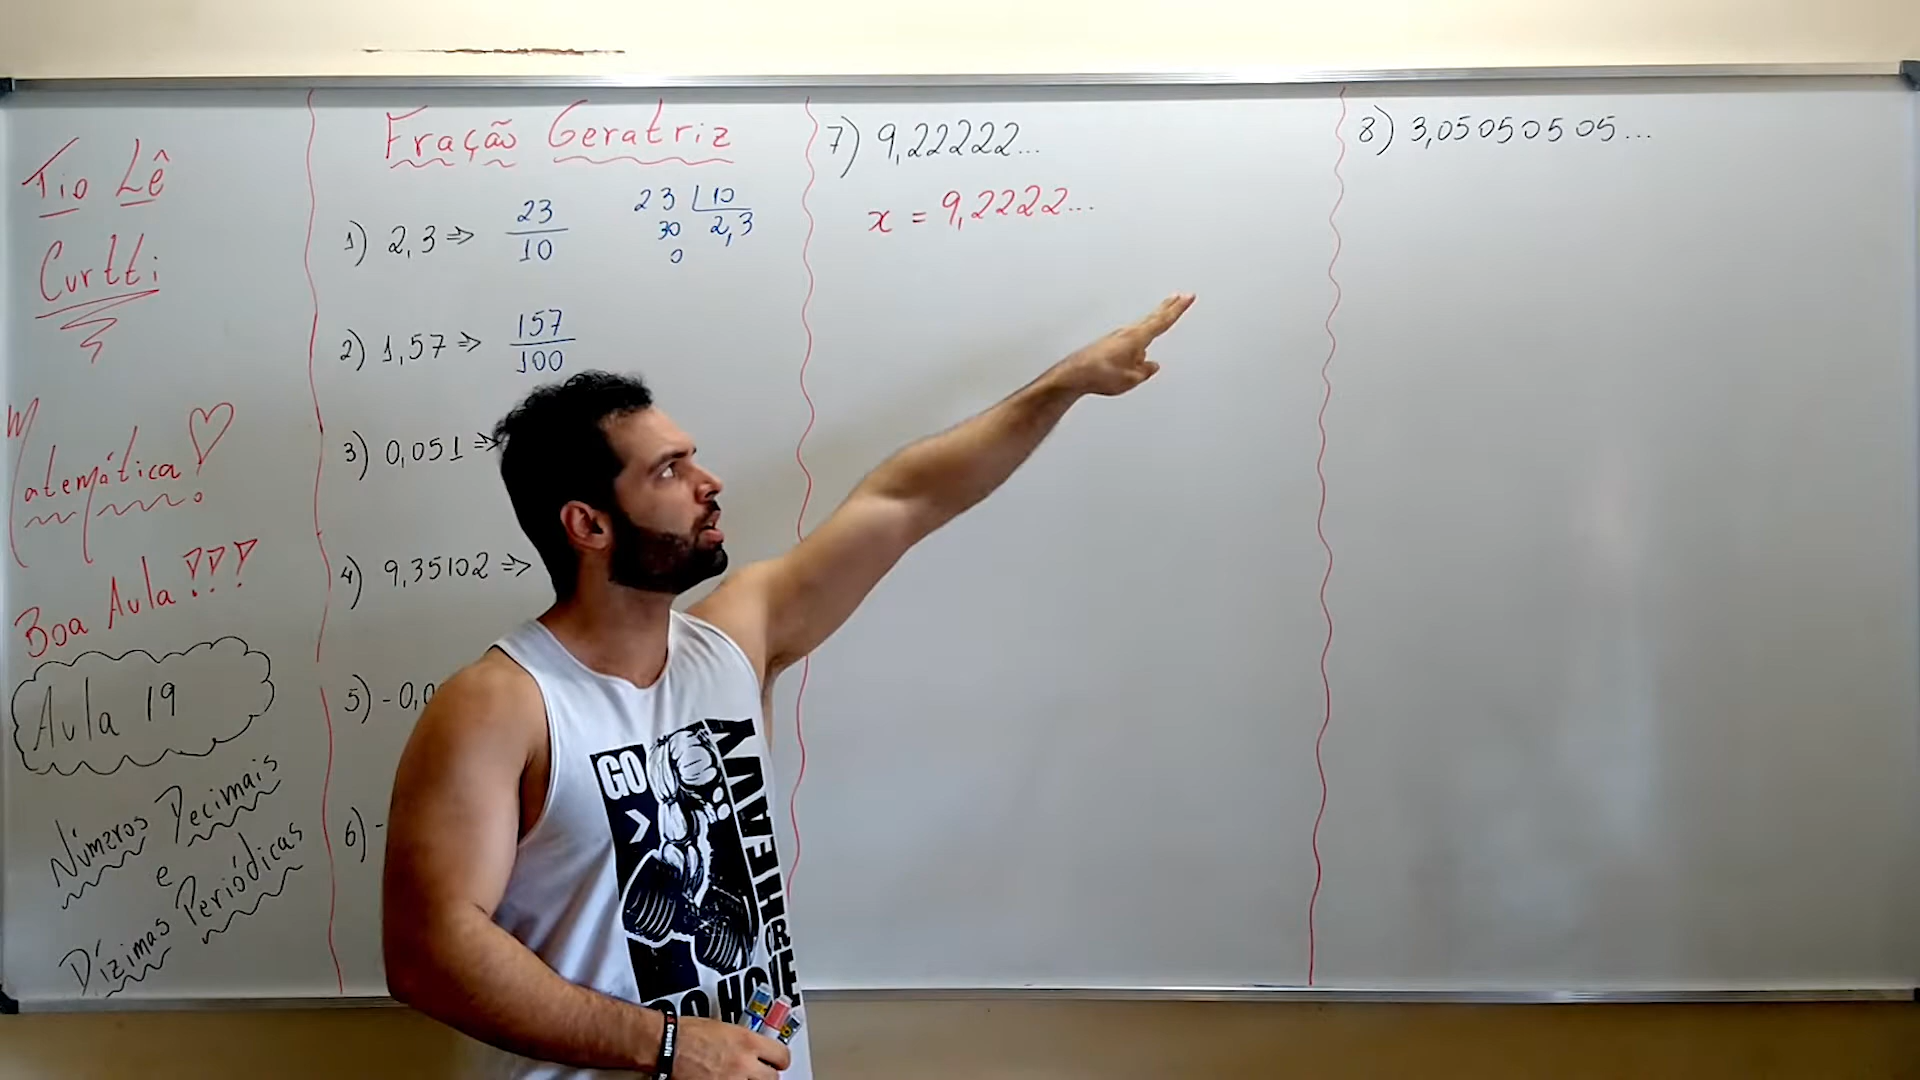 Tio Lê
Curtti
Matemática
Boa Aula!!!
Aula 19
Números Decimais
e
Dízimas Periódicas
Fração Geratriz
1) 2,3 ⇒ 23/10
23 | 10
30 2,3
0
2) 1,57 ⇒ 157/100
3) 0,051 ⇒
4) 9,35102 ⇒
5) -0,0
6) -
7) 9,22222...
x = 9,2222...
8) 3,05050505...
GO
HEAVY
OR
GO HOME